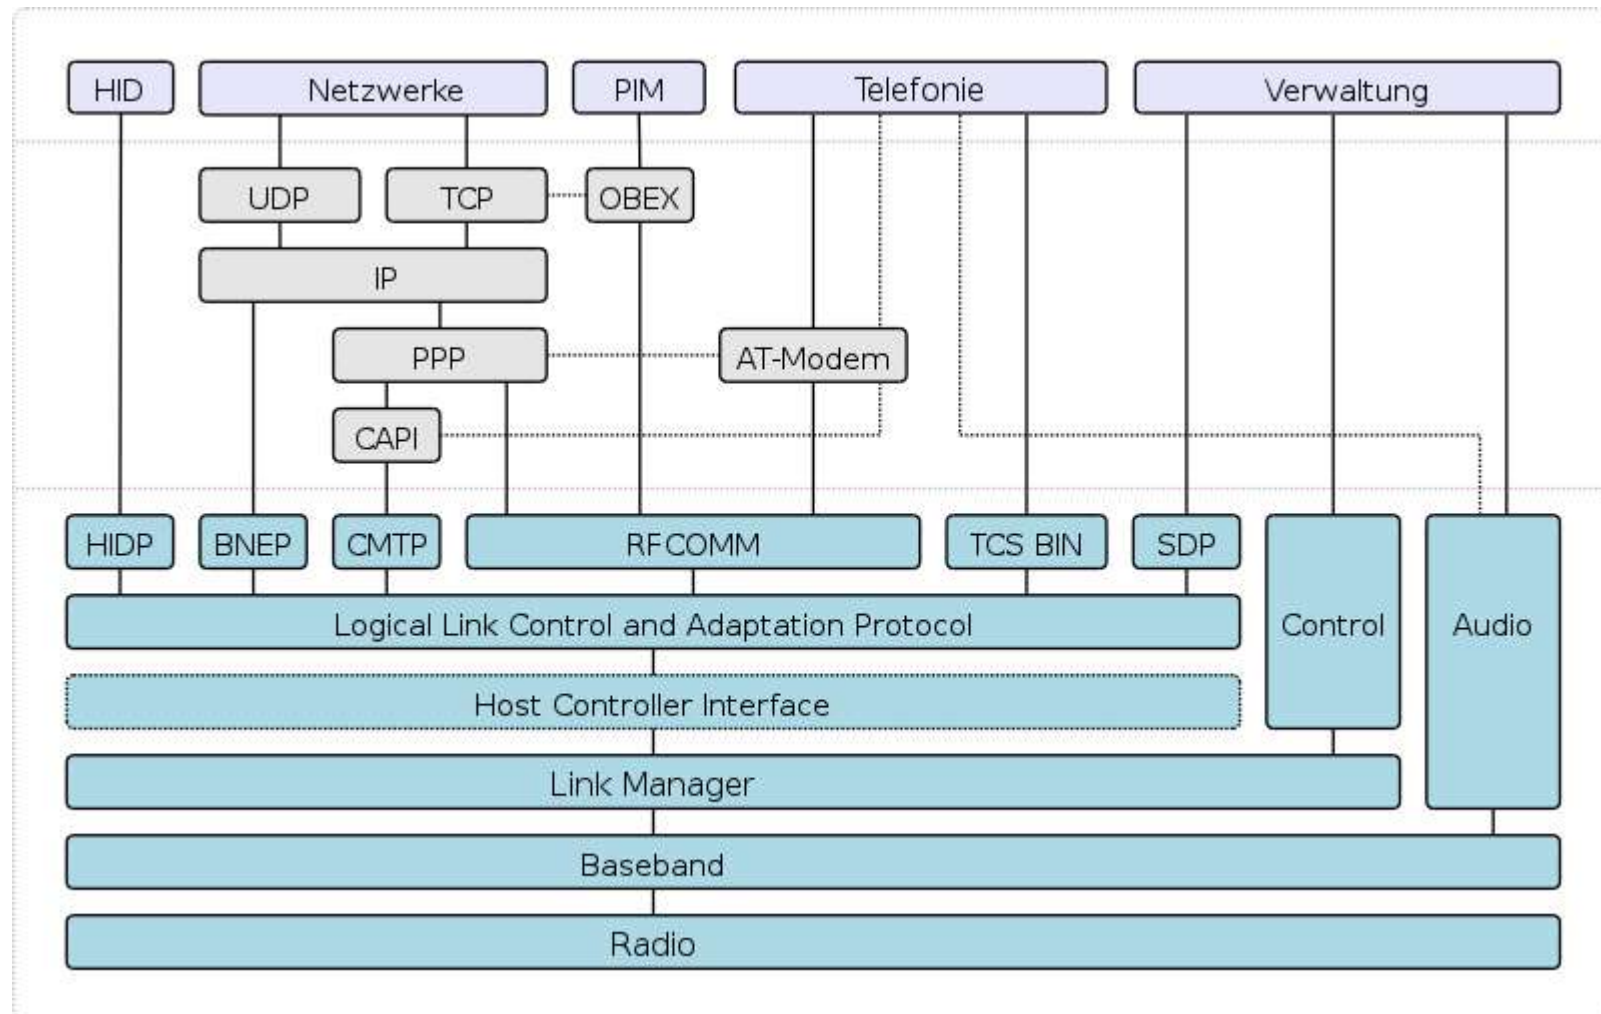 HID
Netzwerke
PIM
Telefonie
Verwaltung
UDP
TCP
OBEX
IP
PPP
AT-Modem
CAPI
HIDP
BNEP
CMTP
RFCOMM
TCS BIN
SDP
Logical Link Control and Adaptation Protocol
Control
Audio
Host Controller Interface
Link Manager
Baseband
Radio